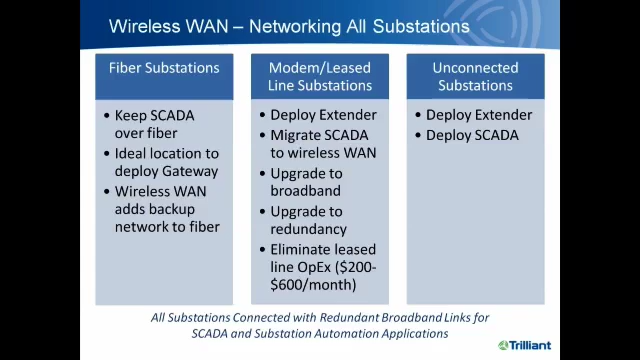 Wireless WAN – Networking All Substations
Fiber Substations
• Keep SCADA
over fiber
• Ideal location to
deploy Gateway
• Wireless WAN
adds backup
network to fiber
Modem/Leased
Line Substations
• Deploy Extender
• Migrate SCADA
to wireless WAN
• Upgrade to
broadband
• Upgrade to
redundancy
• Eliminate leased
line OpEx ($200-
$600/month)
Unconnected
Substations
• Deploy Extender
• Deploy SCADA
All Substations Connected with Redundant Broadband Links for
SCADA and Substation Automation Applications
Trilliant